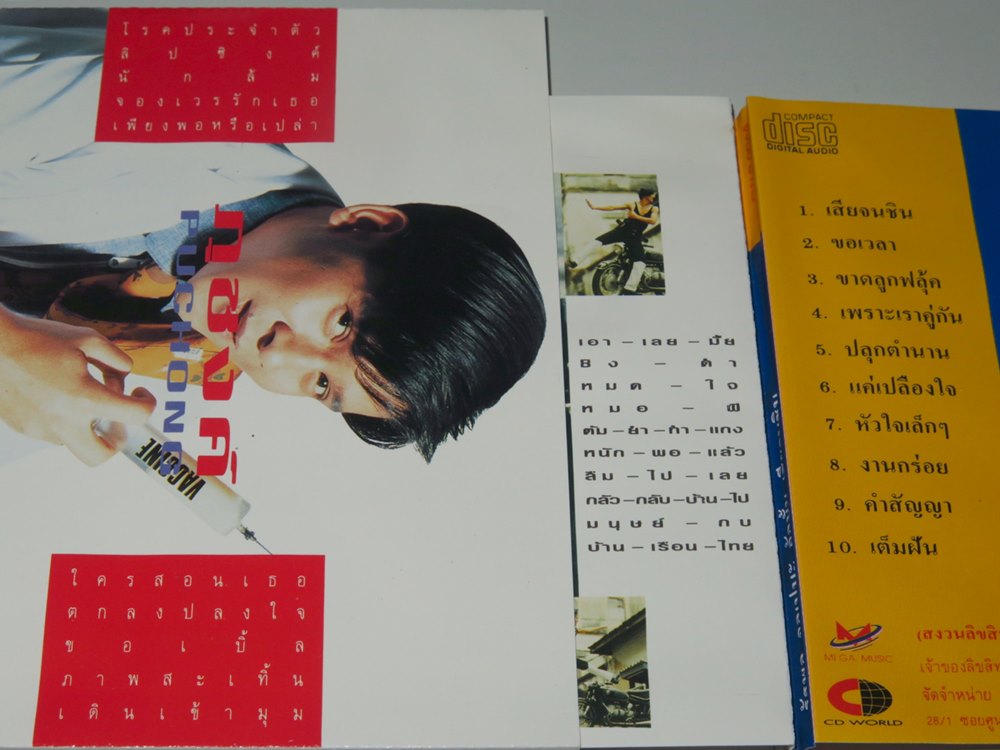 โรคประจำตัว
ลิปซิงค์
นักล้ม
จองเวรรักเธอ
เพียงพอหรือเปล่า
ภุชงค์
PUCHONG
VACCINE
ใครสอนเธอ
ตกลงปลงใจ
ขอเบิ้ล
ภาพสะเทิ้น
เดินเข้ามุม
เอา – เลย – มั้ย
สิง – ดำ
หมด – ใจ
หมอ – ผี
ต้ม–ยำ–ทำ–แกง
หนัก – พอ – แล้ว
ลืม – ไป – เลย
กลัว–กลับ–บ้าน–ไป
มนุษย์ – กบ
บ้าน – เรือน – ไทย
COMPACT
disc
DIGITAL AUDIO
1. เสียจนชิน
2. ขอเวลา
3. ขาดลูกฟลุ้ค
4. เพราะเราคู่กัน
5. ปลุกตำนาน
6. แค่เปลืองใจ
7. หัวใจเล็กๆ
8. งานกร่อย
9. คำสัญญา
10. เต็มฝัน
MEGA MUSIC
CD WORLD
(สงวนลิขสิ
เจ้าของลิขสิท
จัดจำหน่าย
28/1 ซอยศูน